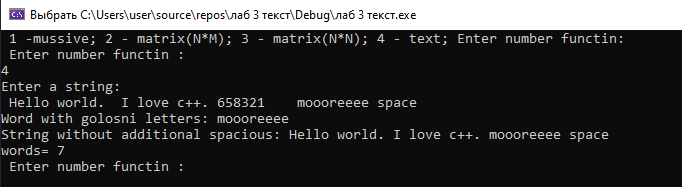 Выбрать C:\Users\user\source\repos\лаб 3 текст\Debug\лаб 3 текст.exe
1 -mussive; 2 - matrix(N*M); 3 - matrix(N*N); 4 - text; Enter number functin:
Enter number functin :
4
Enter a string:
Hello world.  I love c++. 658321    moooreeee space
Word with golosni letters: moooreeee
String without additional spacious: Hello world. I love c++. moooreeee space
words= 7
Enter number functin :